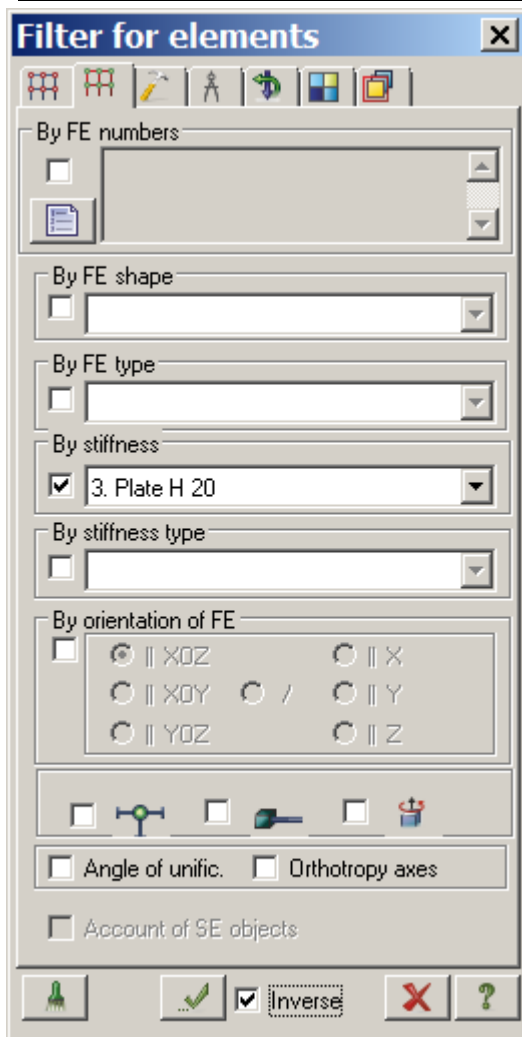 Filter for elements
By FE numbers
By FE shape
By FE type
By stiffness
3. Plate H 20
By stiffness type
By orientation of FE
|| XOZ || X
|| XOY / || Y
|| YOZ || Z
Angle of unific. Orthotropy axes
Account of SE objects
Inverse ?